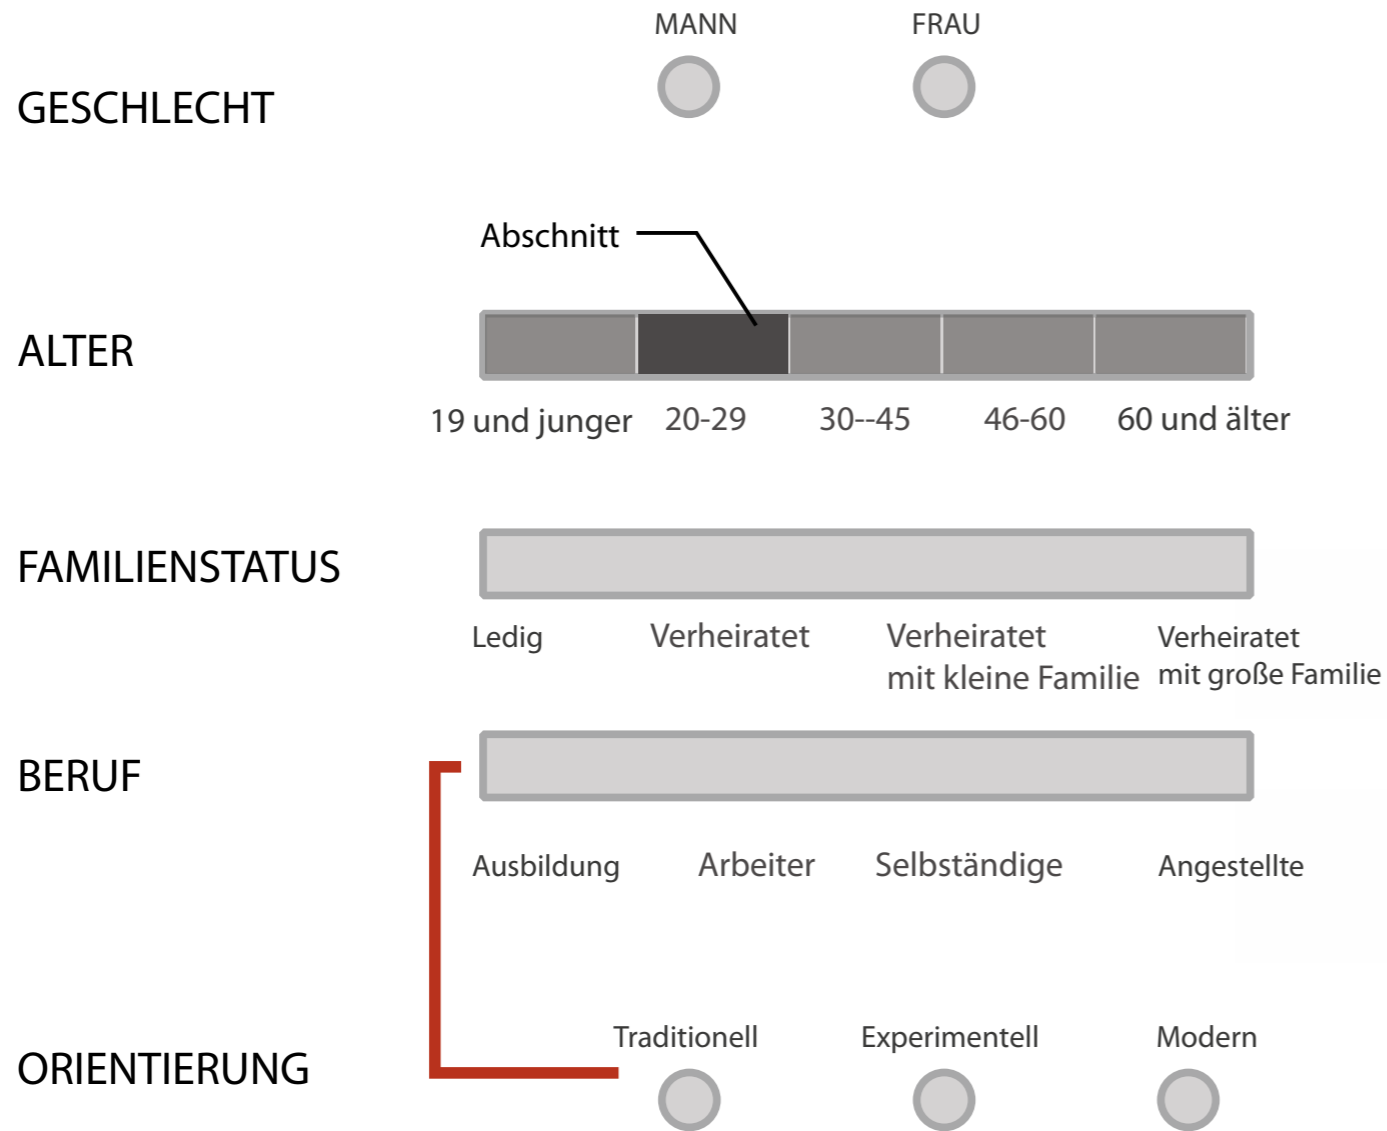 MANN FRAU
GESCHLECHT
Abschnitt
ALTER
19 und junger 20-29 30--45 46-60 60 und älter
FAMILIENSTATUS
Ledig Verheiratet Verheiratet Verheiratet
mit kleine Familie mit große Familie
BERUF
Ausbildung Arbeiter Selbständige Angestellte
Traditionell Experimentell Modern
ORIENTIERUNG